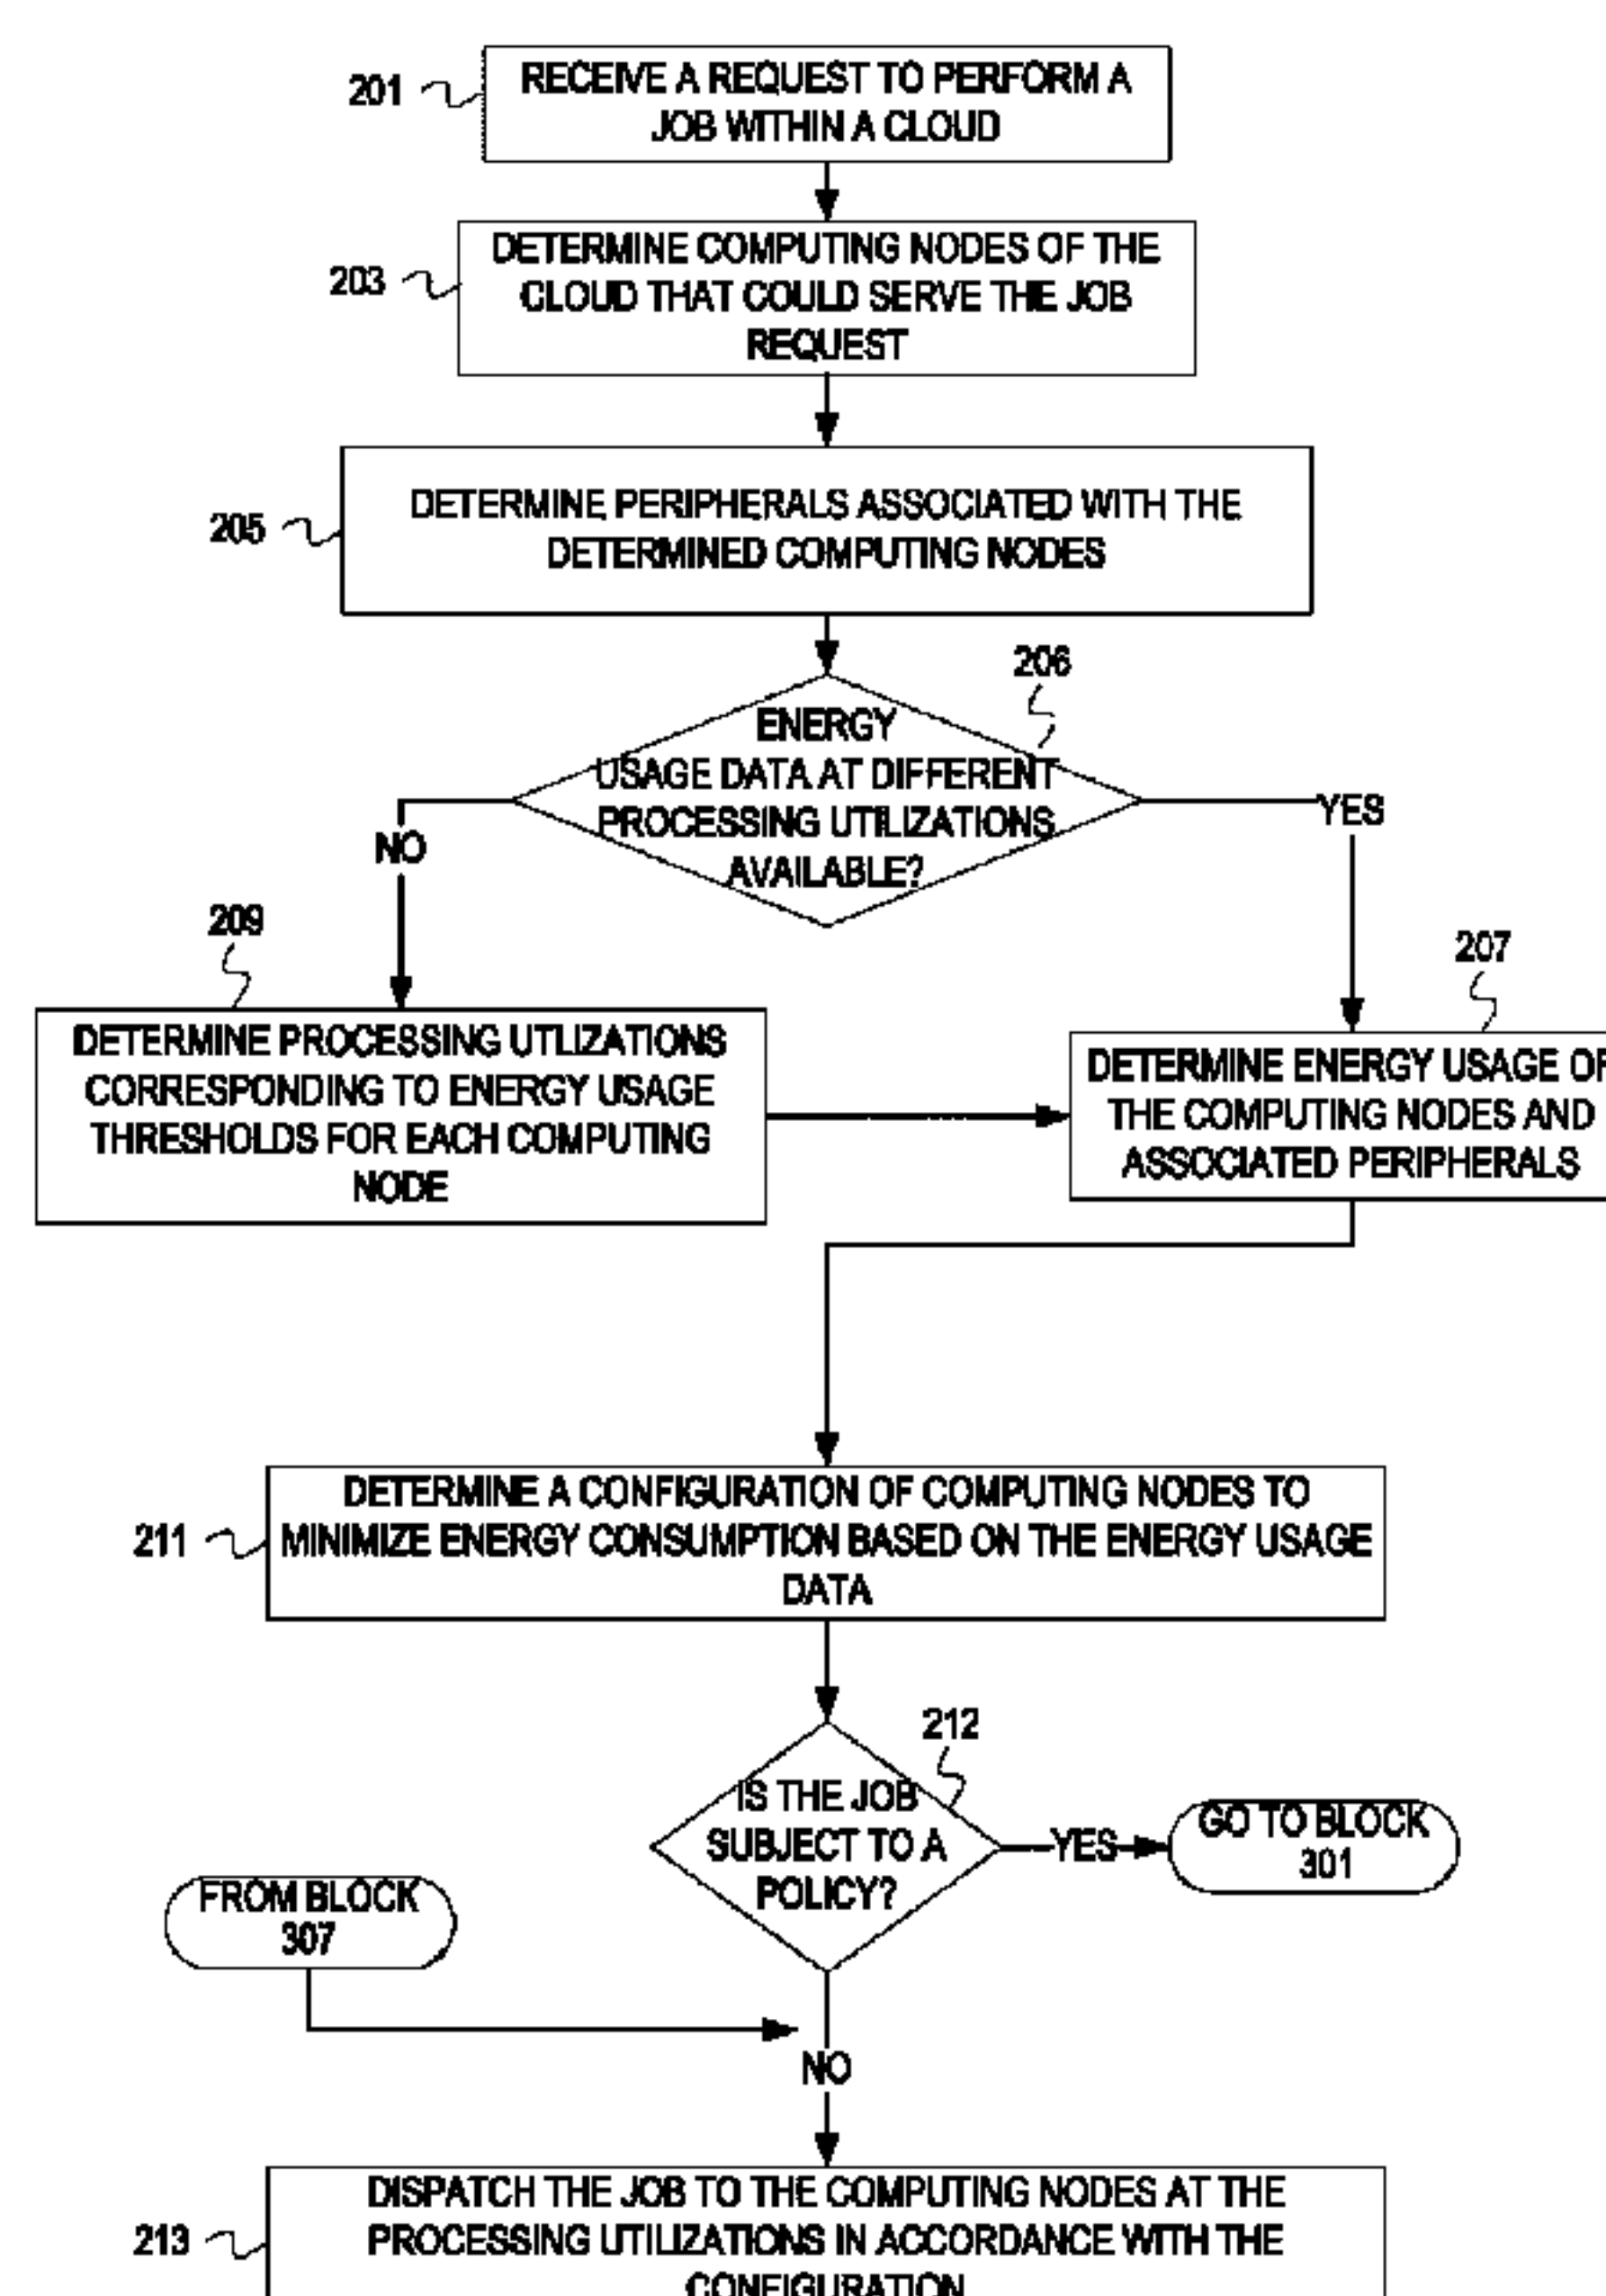 201
RECEIVE A REQUEST TO PERFORM A
JOB WITHIN A CLOUD
203
DETERMINE COMPUTING NODES OF THE
CLOUD THAT COULD SERVE THE JOB
REQUEST
205
DETERMINE PERIPHERALS ASSOCIATED WITH THE
DETERMINED COMPUTING NODES
206
ENERGY
USAGE DATA AT DIFFERENT
PROCESSING UTILIZATIONS
AVAILABLE?
NO
YES
209
DETERMINE PROCESSING UTLIZATIONS
CORRESPONDING TO ENERGY USAGE
THRESHOLDS FOR EACH COMPUTING
NODE
207
DETERMINE ENERGY USAGE OF
THE COMPUTING NODES AND
ASSOCIATED PERIPHERALS
211
DETERMINE A CONFIGURATION OF COMPUTING NODES TO
MINIMIZE ENERGY CONSUMPTION BASED ON THE ENERGY USAGE
DATA
212
IS THE JOB
SUBJECT TO A
POLICY?
YES
GO TO BLOCK
301
FROM BLOCK
307
NO
213
DISPATCH THE JOB TO THE COMPUTING NODES AT THE
PROCESSING UTILIZATIONS IN ACCORDANCE WITH THE
CONFIGURATION